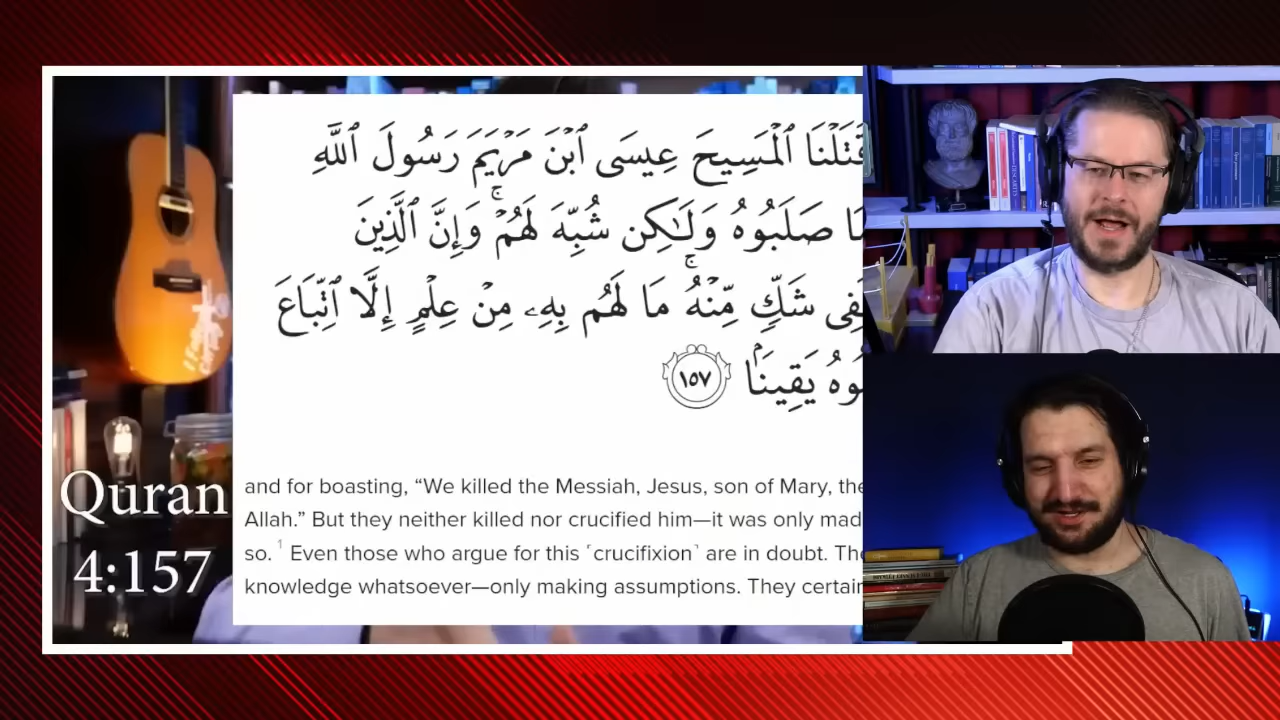 قَتَلْنَا ٱلْمَسِيحَ عِيسَى ٱبْنَ مَرْيَمَ رَسُولَ ٱللَّهِ
صَلَبُوهُ وَلَـٰكِن شُبِّهَ لَهُمْ ۚ وَإِنَّ ٱلَّذِينَ
لَفِى شَكٍّ مِّنْهُ ۚ مَا لَهُم بِهِۦ مِنْ عِلْمٍ إِلَّا ٱتِّبَاعَ
يَقِينًۢا ١٥٧
Quran
4:157
and for boasting, “We killed the Messiah, Jesus, son of Mary, the
Allah.” But they neither killed nor crucified him—it was only mad
so. ¹ Even those who argue for this ˹crucifixion˺ are in doubt. The
knowledge whatsoever—only making assumptions. They certain